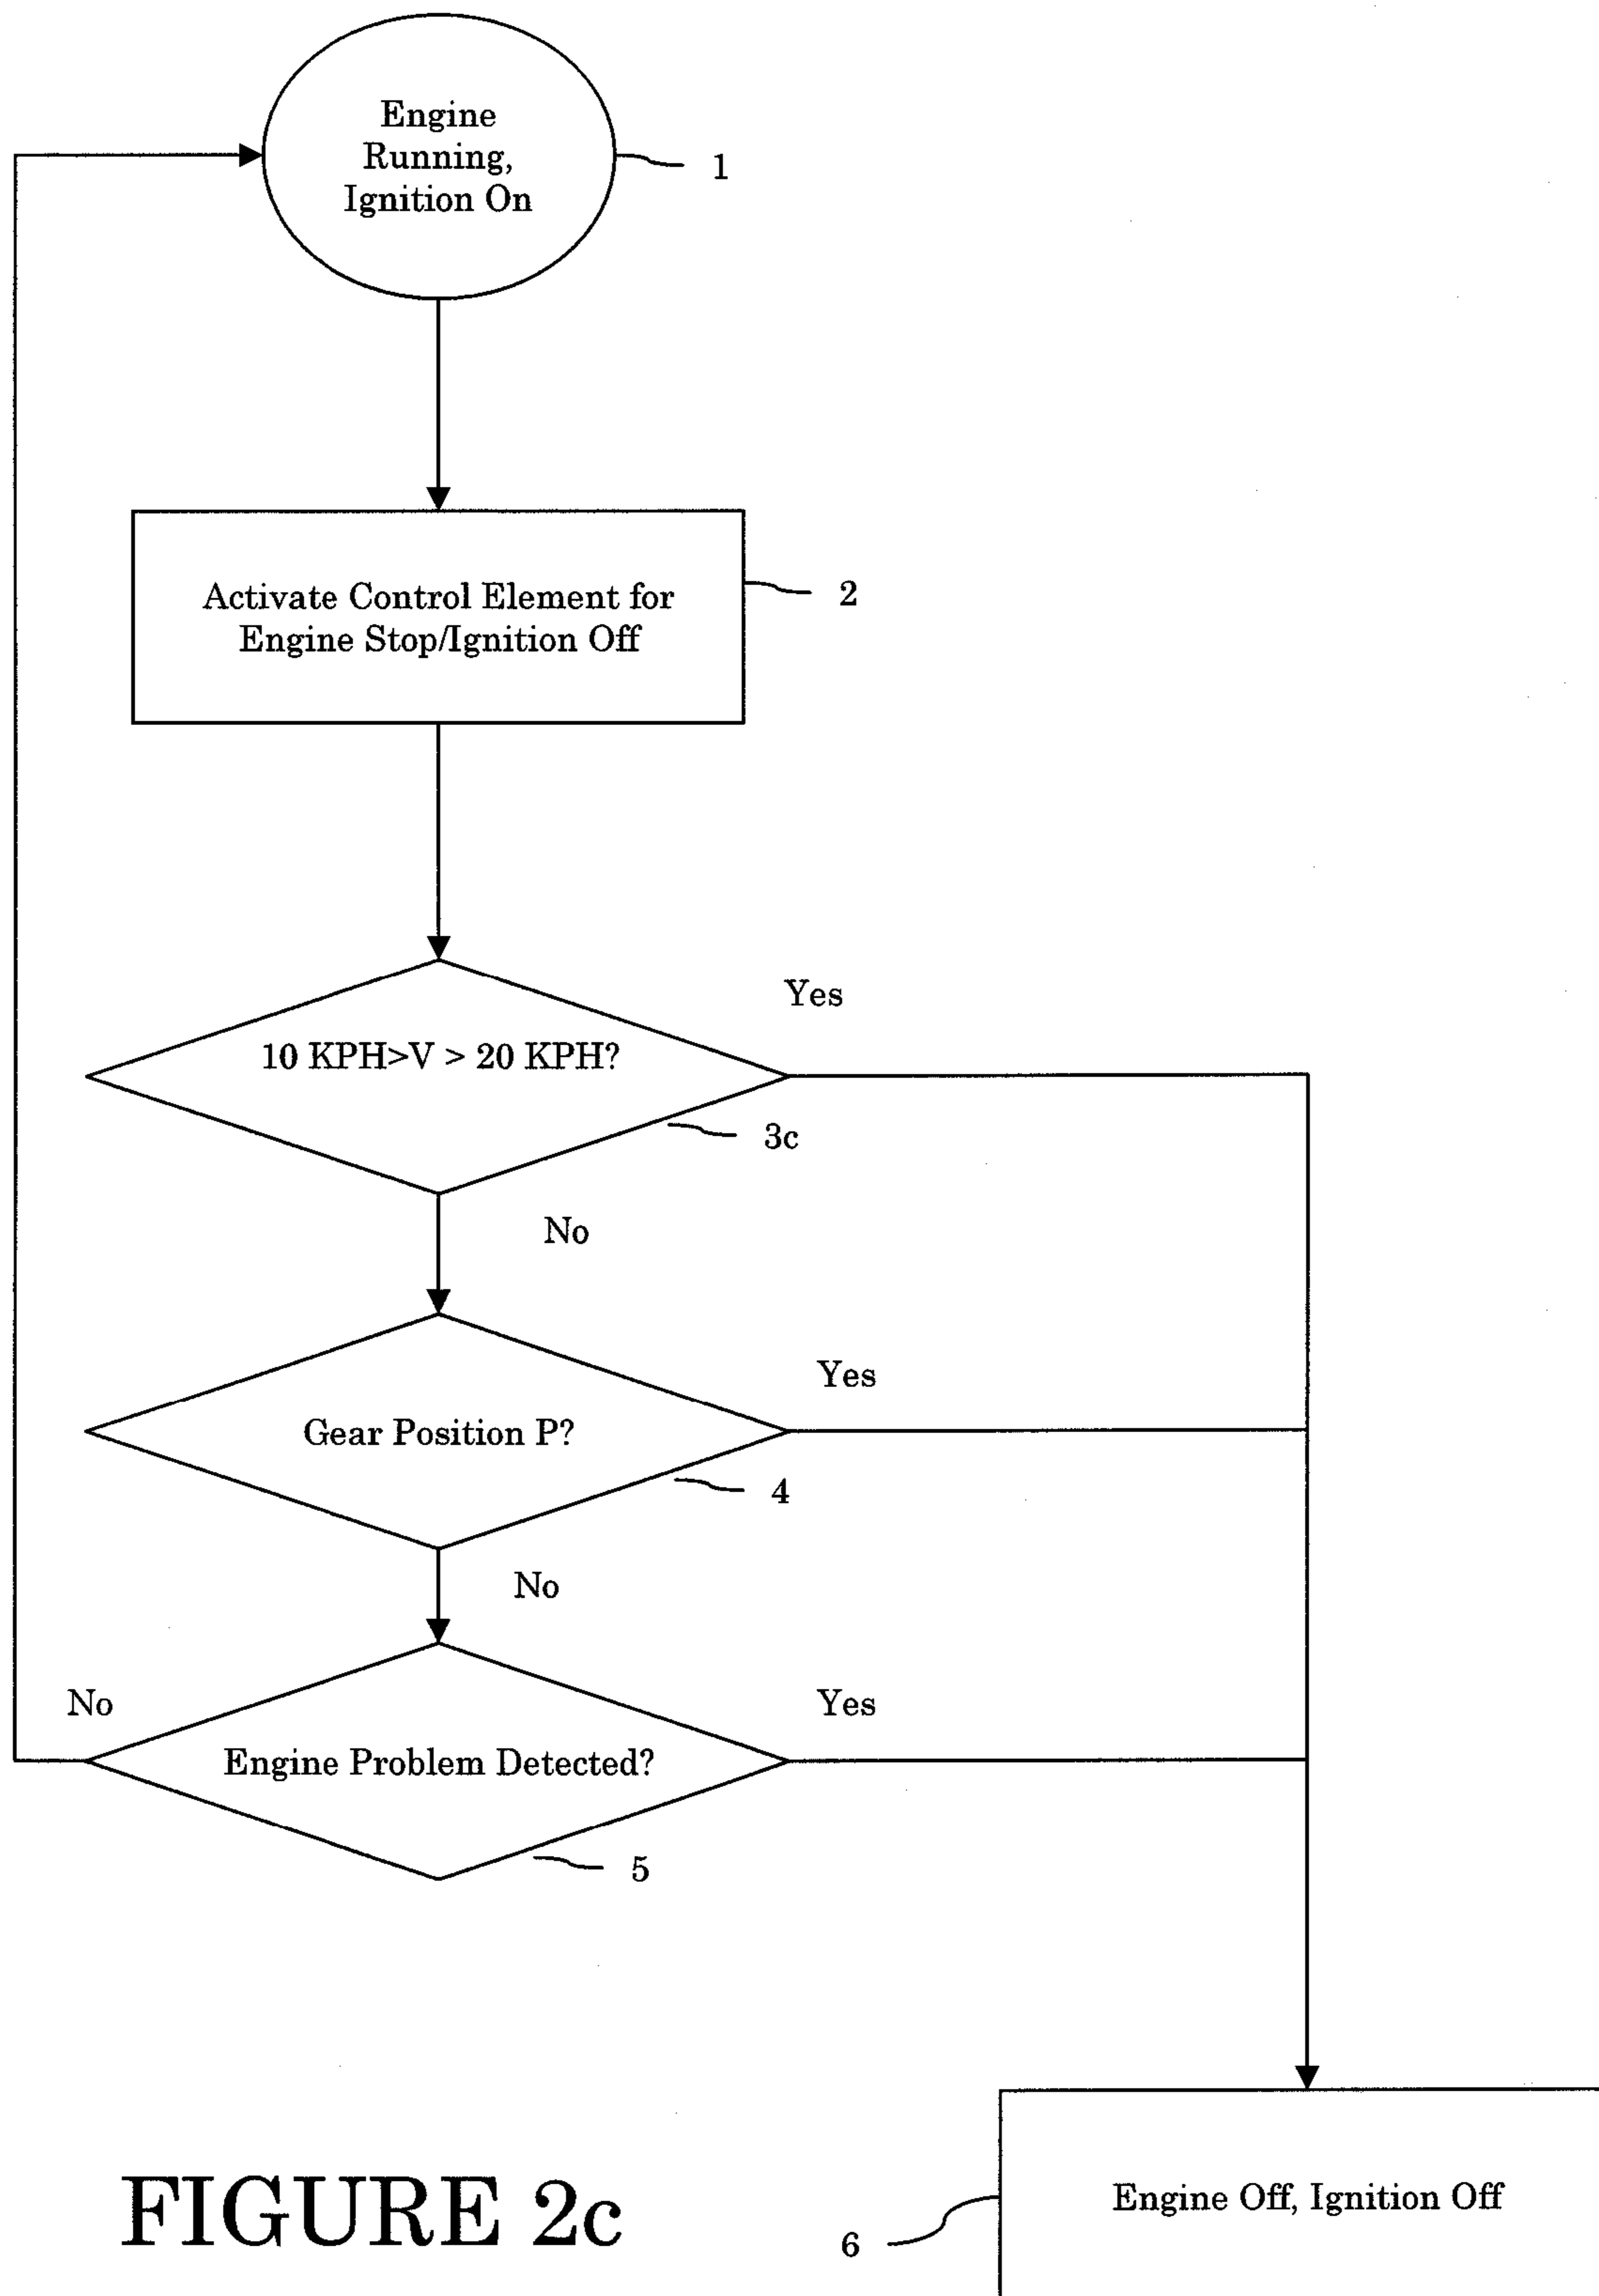 Engine
Running,
Ignition On
1
Activate Control Element for
Engine Stop/Ignition Off
2
Yes
10 KPH>V > 20 KPH?
3c
No
Yes
Gear Position P?
4
No
No
Yes
Engine Problem Detected?
5
Engine Off, Ignition Off
6
FIGURE 2c